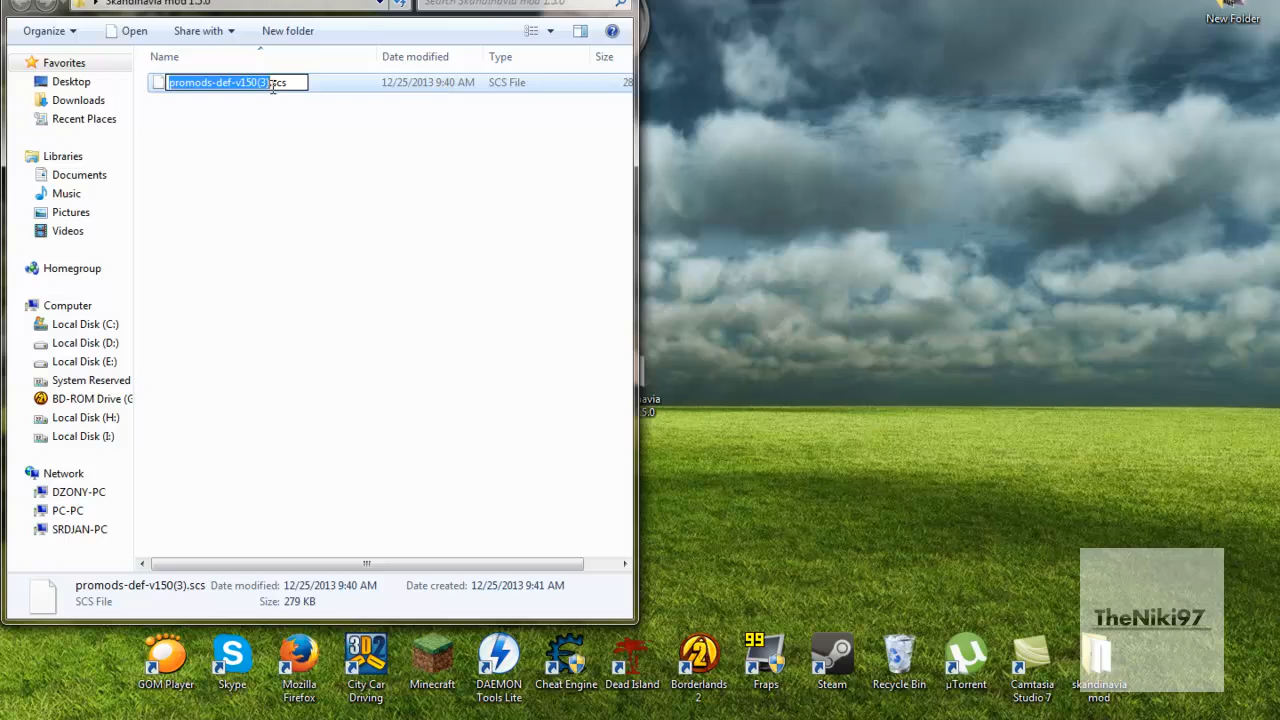 Skandinavia mod 1.5.0
Search Skandinavia mod 1.5.0
New Folder
Organize
Open
Share with
New folder
Name
Date modified
Type
Size
Favorites
promods-def-v150(3).scs
12/25/2013 9:40 AM
SCS File
28
Desktop
Downloads
Recent Places
Libraries
Documents
Music
Pictures
Videos
Homegroup
Computer
Local Disk (C:)
Local Disk (D:)
Local Disk (E:)
System Reserved
BD-ROM Drive (G
Local Disk (H:)
Local Disk (I:)
avia
5.0
Network
DZONY-PC
PC-PC
SRDJAN-PC
promods-def-v150(3).scs Date modified: 12/25/2013 9:40 AM Date created: 12/25/2013 9:41 AM
SCS File Size: 279 KB
TheNiki97
99
GOM Player
Skype
Mozilla
Firefox
City Car
Driving
Minecraft
DAEMON
Tools Lite
Cheat Engine
Dead Island
Borderlands
2
Fraps
Steam
Recycle Bin
µTorrent
Camtasia
Studio 7
skandinavia
mod